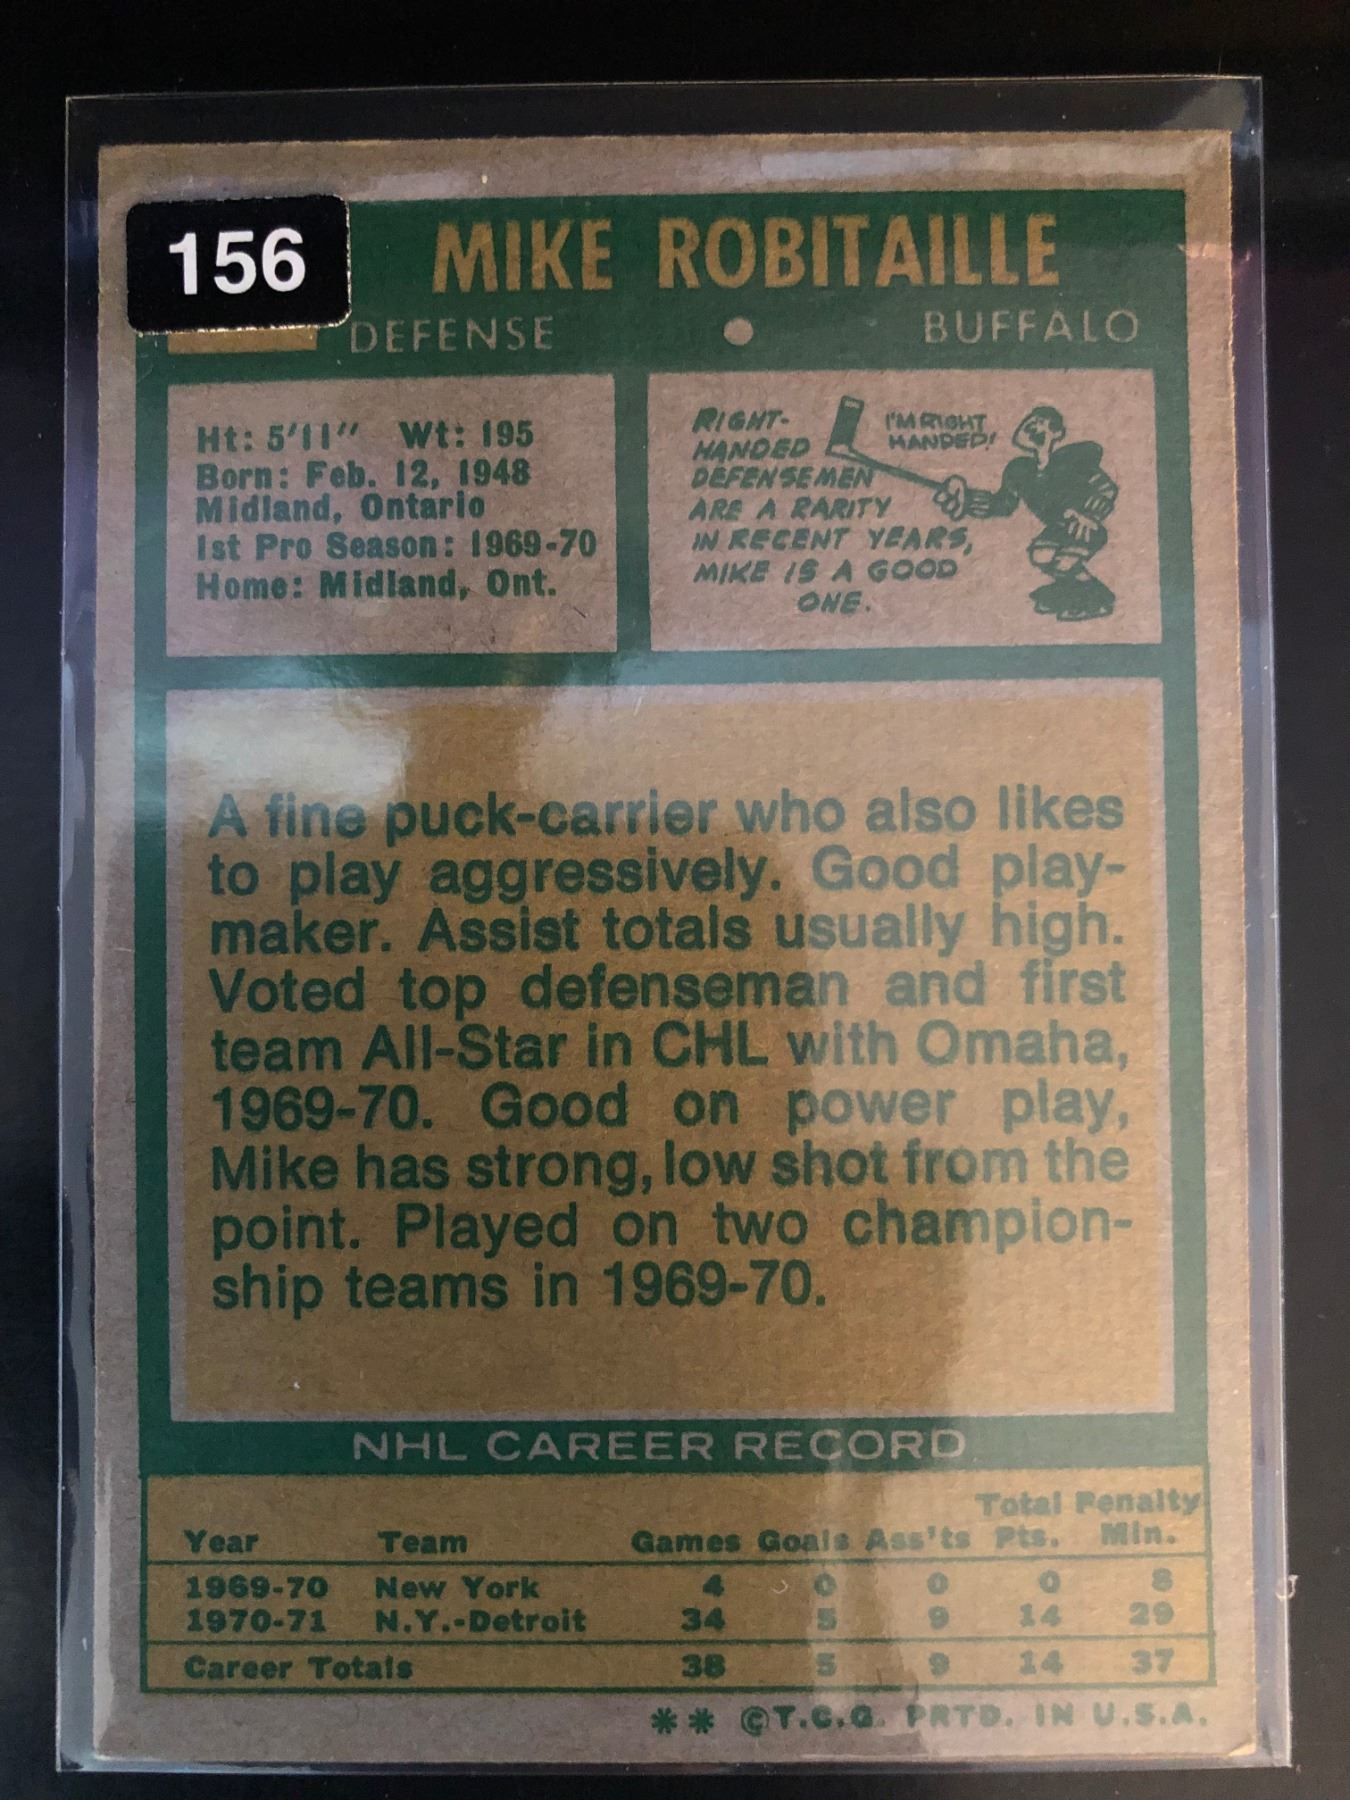 156
MIKE ROBITAILLE
DEFENSE • BUFFALO
Ht: 5'11" Wt: 195
Born: Feb. 12, 1948
Midland, Ontario
1st Pro Season: 1969-70
Home: Midland, Ont.
RIGHT-
HANDED
DEFENSEMEN
ARE A RARITY
IN RECENT YEARS,
MIKE IS A GOOD
ONE.
I'M RIGHT
HANDED!
A fine puck-carrier who also likes
to play aggressively. Good play-
maker. Assist totals usually high.
Voted top defenseman and first
team All-Star in CHL with Omaha,
1969-70. Good on power play,
Mike has strong, low shot from the
point. Played on two champion-
ship teams in 1969-70.
NHL CAREER RECORD
Total Penalty
Year Team Games Goals Ass'ts Pts. Min.
1969-70 New York 4 0 0 0 8
1970-71 N.Y.-Detroit 34 5 9 14 29
Career Totals 38 5 9 14 37
** ©T.C.G. PRTD. IN U.S.A.